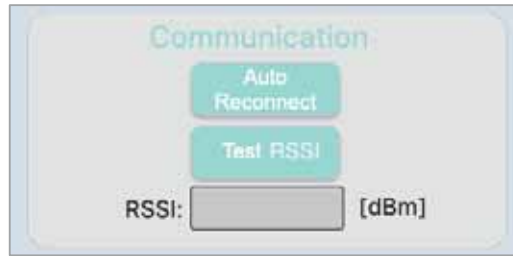 Communication
Auto
Reconnect
Test RSSI
RSSI: [dBm]